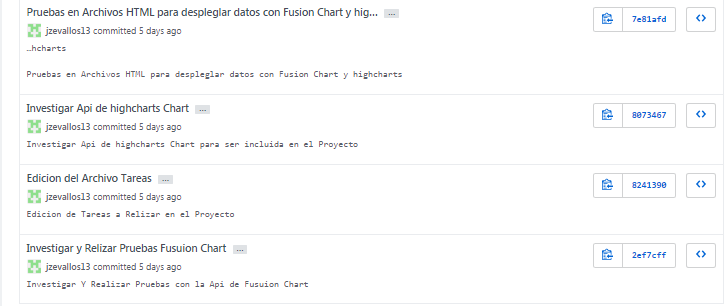 Pruebas en Archivos HTML para despleglar datos con Fusion Chart y hig... ...
7e81afd
jzevallos13 committed 5 days ago
…hcharts
Pruebas en Archivos HTML para despleglar datos con Fusion Chart y highcharts
Investigar Api de highcharts Chart ...
8073467
jzevallos13 committed 5 days ago
Investigar Api de highcharts Chart para ser incluida en el Proyecto
Edicion del Archivo Tareas ...
8241390
jzevallos13 committed 5 days ago
Edicion de Tareas a Relizar en el Proyecto
Investigar y Relizar Pruebas Fusuion Chart ...
2ef7cff
jzevallos13 committed 5 days ago
Investigar Y Realizar Pruebas con la Api de Fusuion Chart